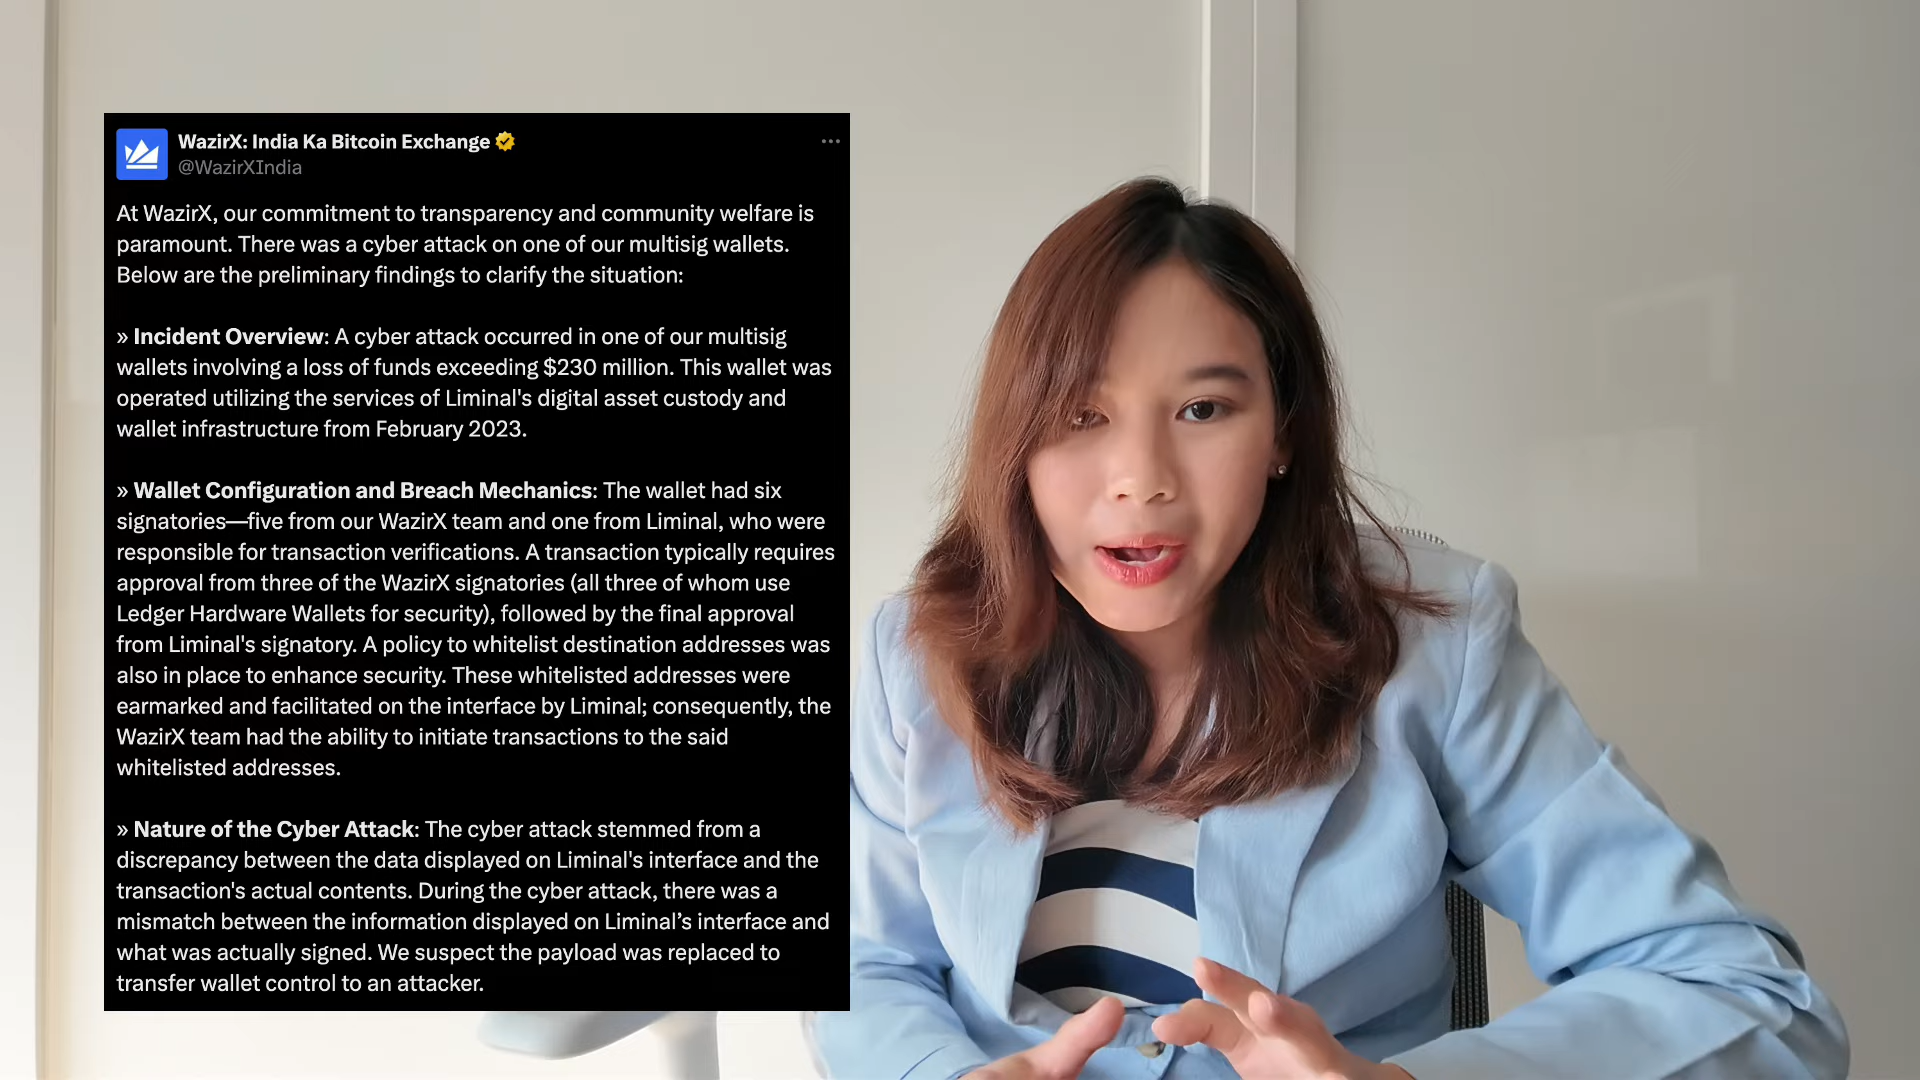 WazirX: India Ka Bitcoin Exchange
@WazirXIndia
At WazirX, our commitment to transparency and community welfare is
paramount. There was a cyber attack on one of our multisig wallets.
Below are the preliminary findings to clarify the situation:
» Incident Overview: A cyber attack occurred in one of our multisig
wallets involving a loss of funds exceeding $230 million. This wallet was
operated utilizing the services of Liminal's digital asset custody and
wallet infrastructure from February 2023.
» Wallet Configuration and Breach Mechanics: The wallet had six
signatories—five from our WazirX team and one from Liminal, who were
responsible for transaction verifications. A transaction typically requires
approval from three of the WazirX signatories (all three of whom use
Ledger Hardware Wallets for security), followed by the final approval
from Liminal's signatory. A policy to whitelist destination addresses was
also in place to enhance security. These whitelisted addresses were
earmarked and facilitated on the interface by Liminal; consequently, the
WazirX team had the ability to initiate transactions to the said
whitelisted addresses.
» Nature of the Cyber Attack: The cyber attack stemmed from a
discrepancy between the data displayed on Liminal's interface and the
transaction's actual contents. During the cyber attack, there was a
mismatch between the information displayed on Liminal’s interface and
what was actually signed. We suspect the payload was replaced to
transfer wallet control to an attacker.